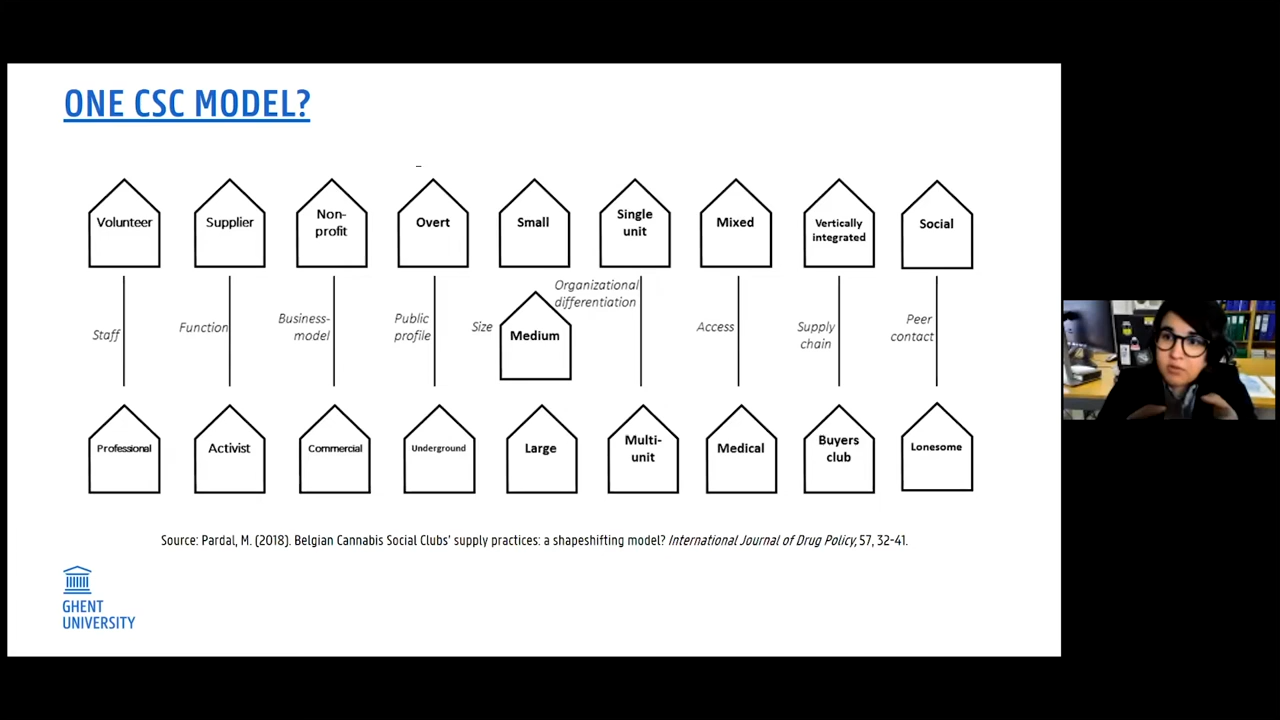 ONE CSC MODEL?
Volunteer
Supplier
Non-
profit
Overt
Small
Single
unit
Mixed
Vertically
integrated
Social
Staff
Function
Business-
model
Public
profile
Size
Medium
Organizational
differentiation
Access
Supply
chain
Peer
contact
Professional
Activist
Commercial
Underground
Large
Multi-
unit
Medical
Buyers
club
Lonesome
Source: Pardal, M. (2018). Belgian Cannabis Social Clubs' supply practices: a shapeshifting model? International Journal of Drug Policy, 57, 32-41.
GHENT
UNIVERSITY